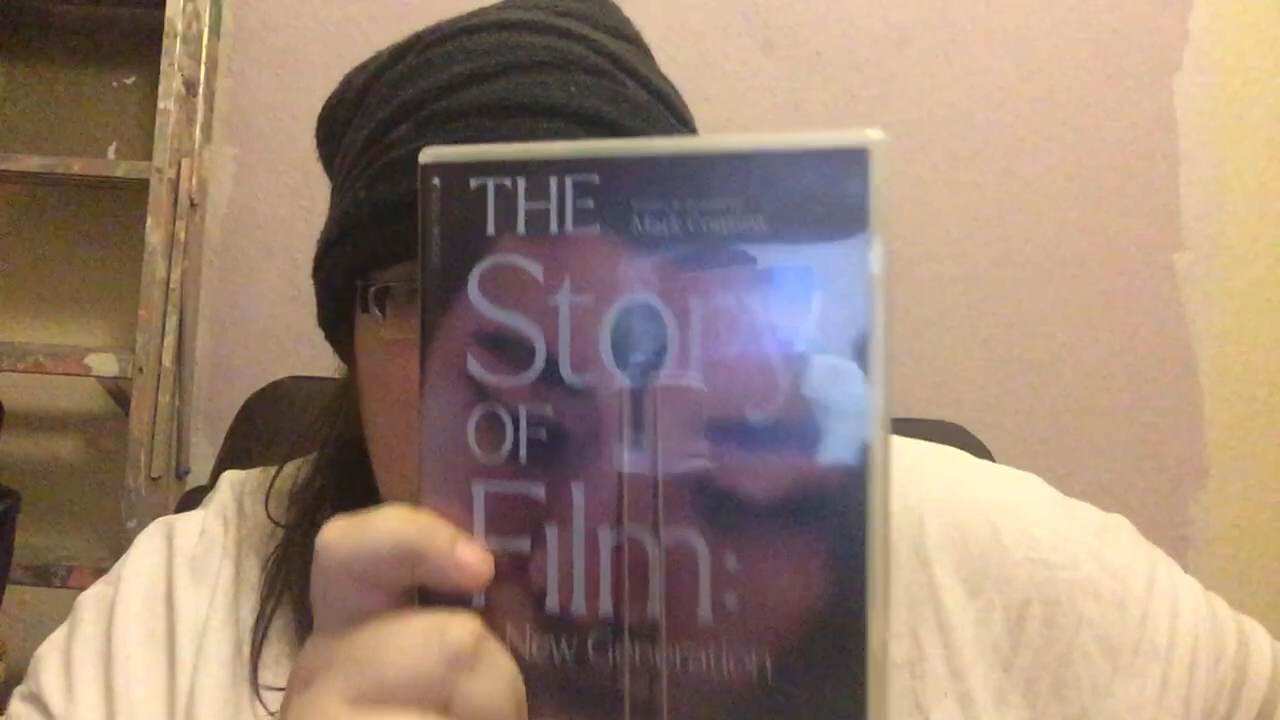 THE
Mark Cousins
Story
OF
Film:
New Generation